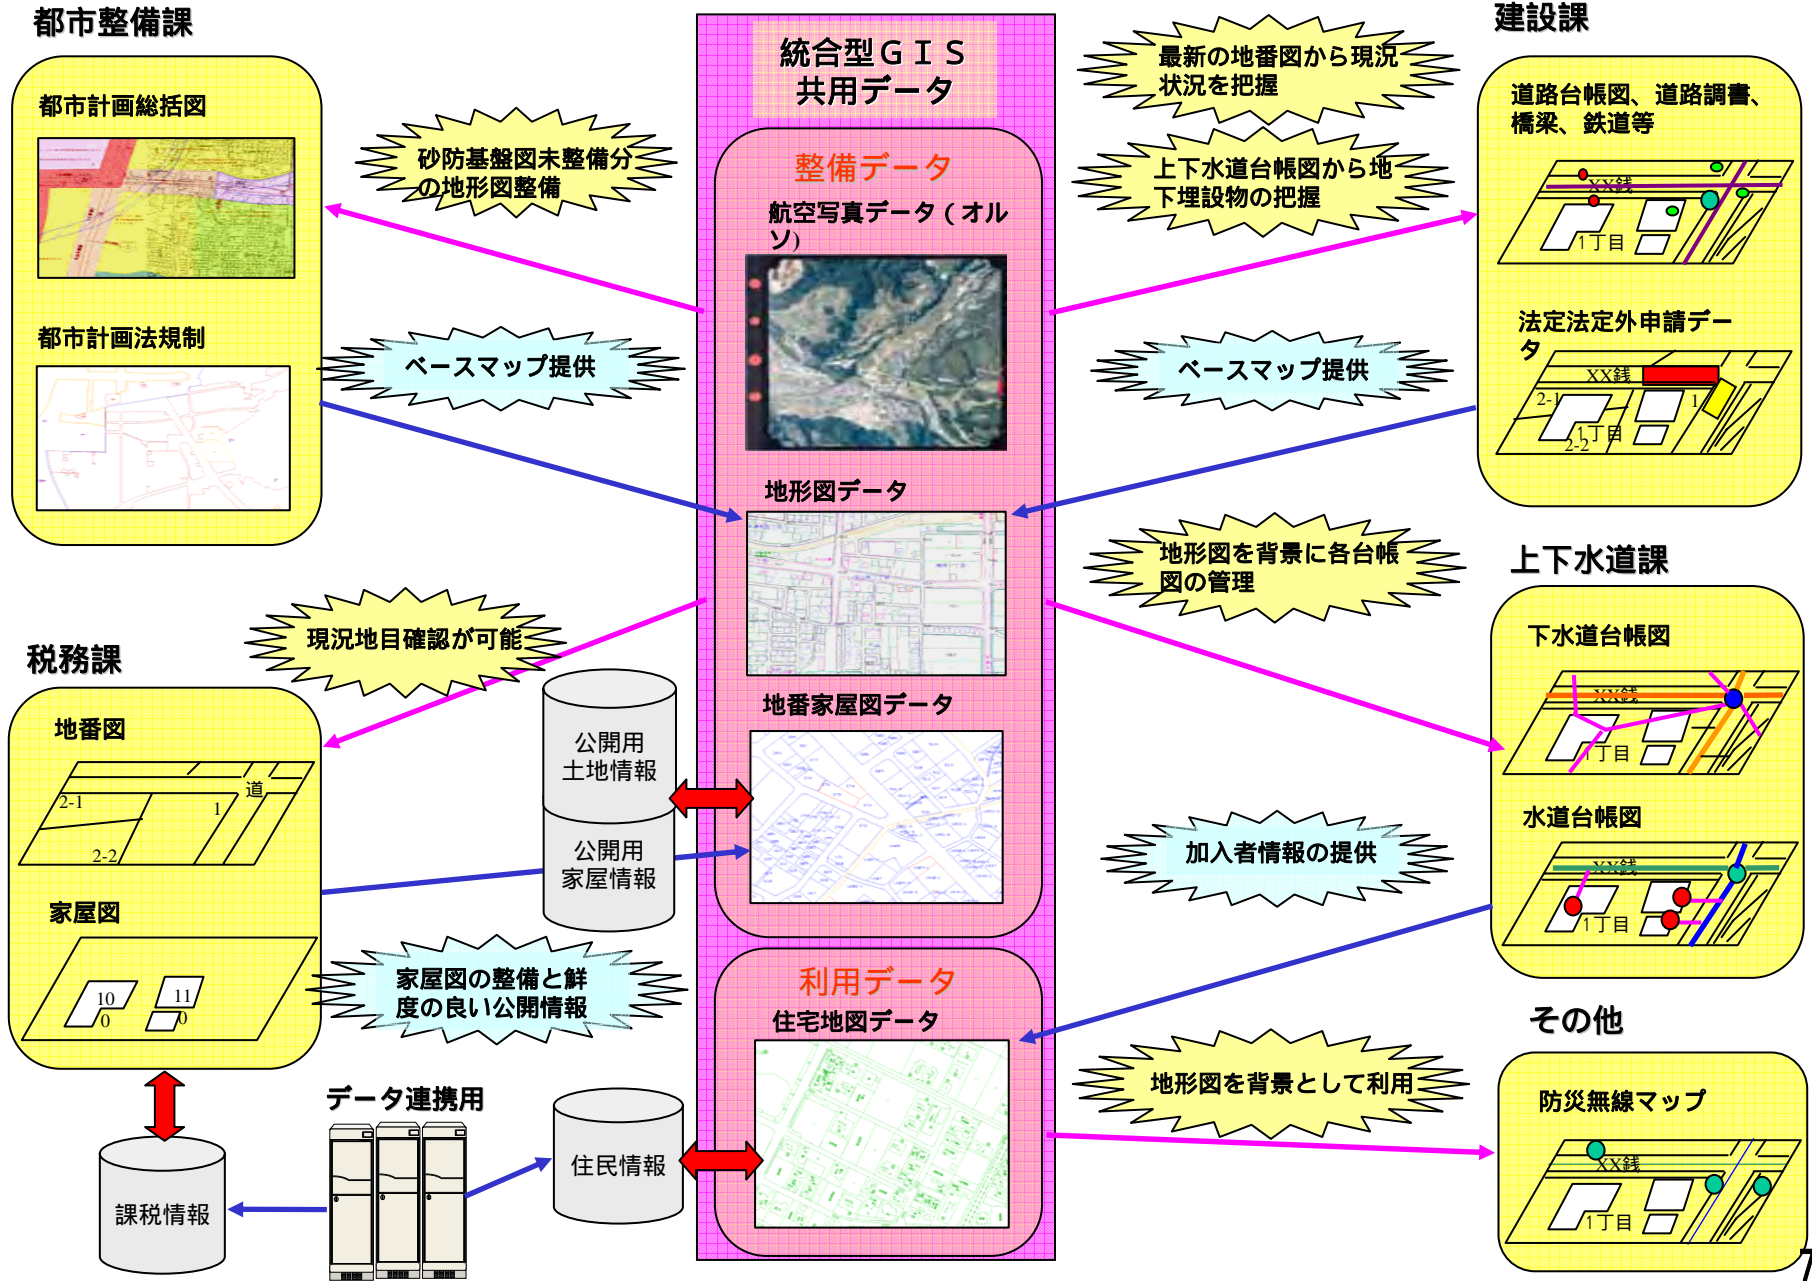 都市整備課
都市計画総括図
都市計画法規制
砂防基盤図未整備分
の地形図整備
ベースマップ提供
統合型ＧＩＳ
共用データ
整備データ
航空写真データ（オル
ソ）
地形図データ
地番家屋図データ
利用データ
住宅地図データ
最新の地番図から現況
状況を把握
上下水道台帳図から地
下埋設物の把握
ベースマップ提供
建設課
道路台帳図、道路調書、
橋梁、鉄道等
XX銭
1丁目
法定法定外申請デー
タ
XX銭
2-1
1
1丁目
2-2
地形図を背景に各台帳
図の管理
上下水道課
下水道台帳図
XX銭
1丁目
水道台帳図
XX銭
1丁目
加入者情報の提供
現況地目確認が可能
税務課
地番図
2-1
1
道
2-2
家屋図
10
0
11
0
公開用
土地情報
公開用
家屋情報
家屋図の整備と鮮
度の良い公開情報
データ連携用
課税情報
住民情報
地形図を背景として利用
その他
防災無線マップ
XX銭
1丁目
7